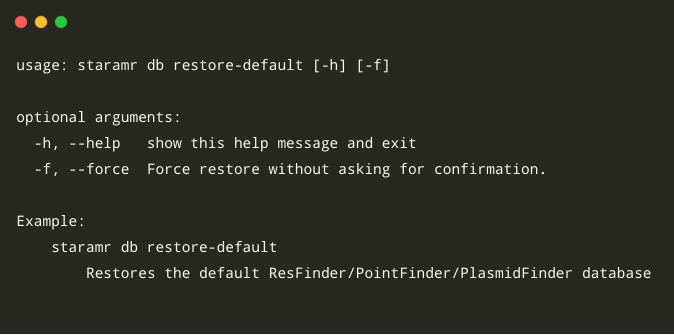 usage: staramr db restore-default [-h] [-f]

optional arguments:
  -h, --help   show this help message and exit
  -f, --force  Force restore without asking for confirmation.

Example:
    staramr db restore-default
        Restores the default ResFinder/PointFinder/PlasmidFinder database